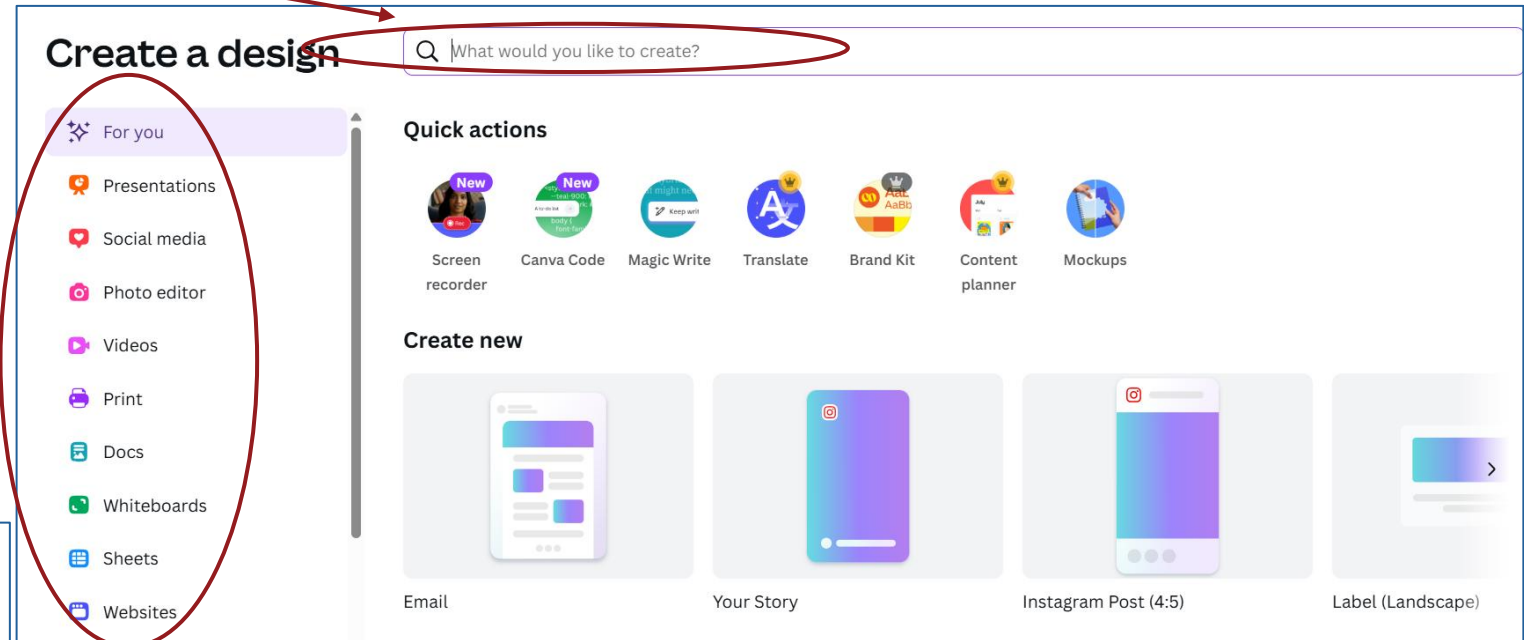 Create a design
What would you like to create?
For you
Presentations
Social media
Photo editor
Videos
Print
Docs
Whiteboards
Sheets
Websites
Quick actions
New
New
Keep writ
Screen
recorder
Canva Code
Magic Write
Translate
Brand Kit
Content
planner
Mockups
Create new
Email
Your Story
Instagram Post (4:5)
Label (Landscape)